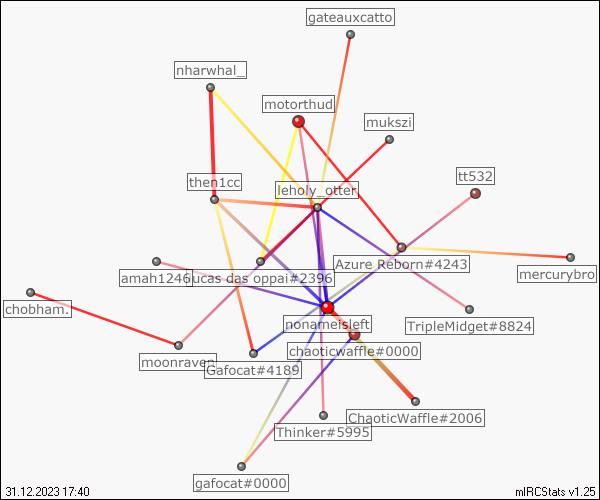 gateauxcatto
nharwhal_
motorthud
mukszi
tt532
then1cc
leholy_otter
Azure Reborn#4243
amah1246
ucas das oppai#2396
mercurybro
chobham.
nonameisleft
TripleMidget#8824
moonraven
chaoticwaffle#0000
Gafocat#4189
ChaoticWaffle#2006
Thinker#5995
gafocat#0000
31.12.2023 17:40
mIRCStats v1.25